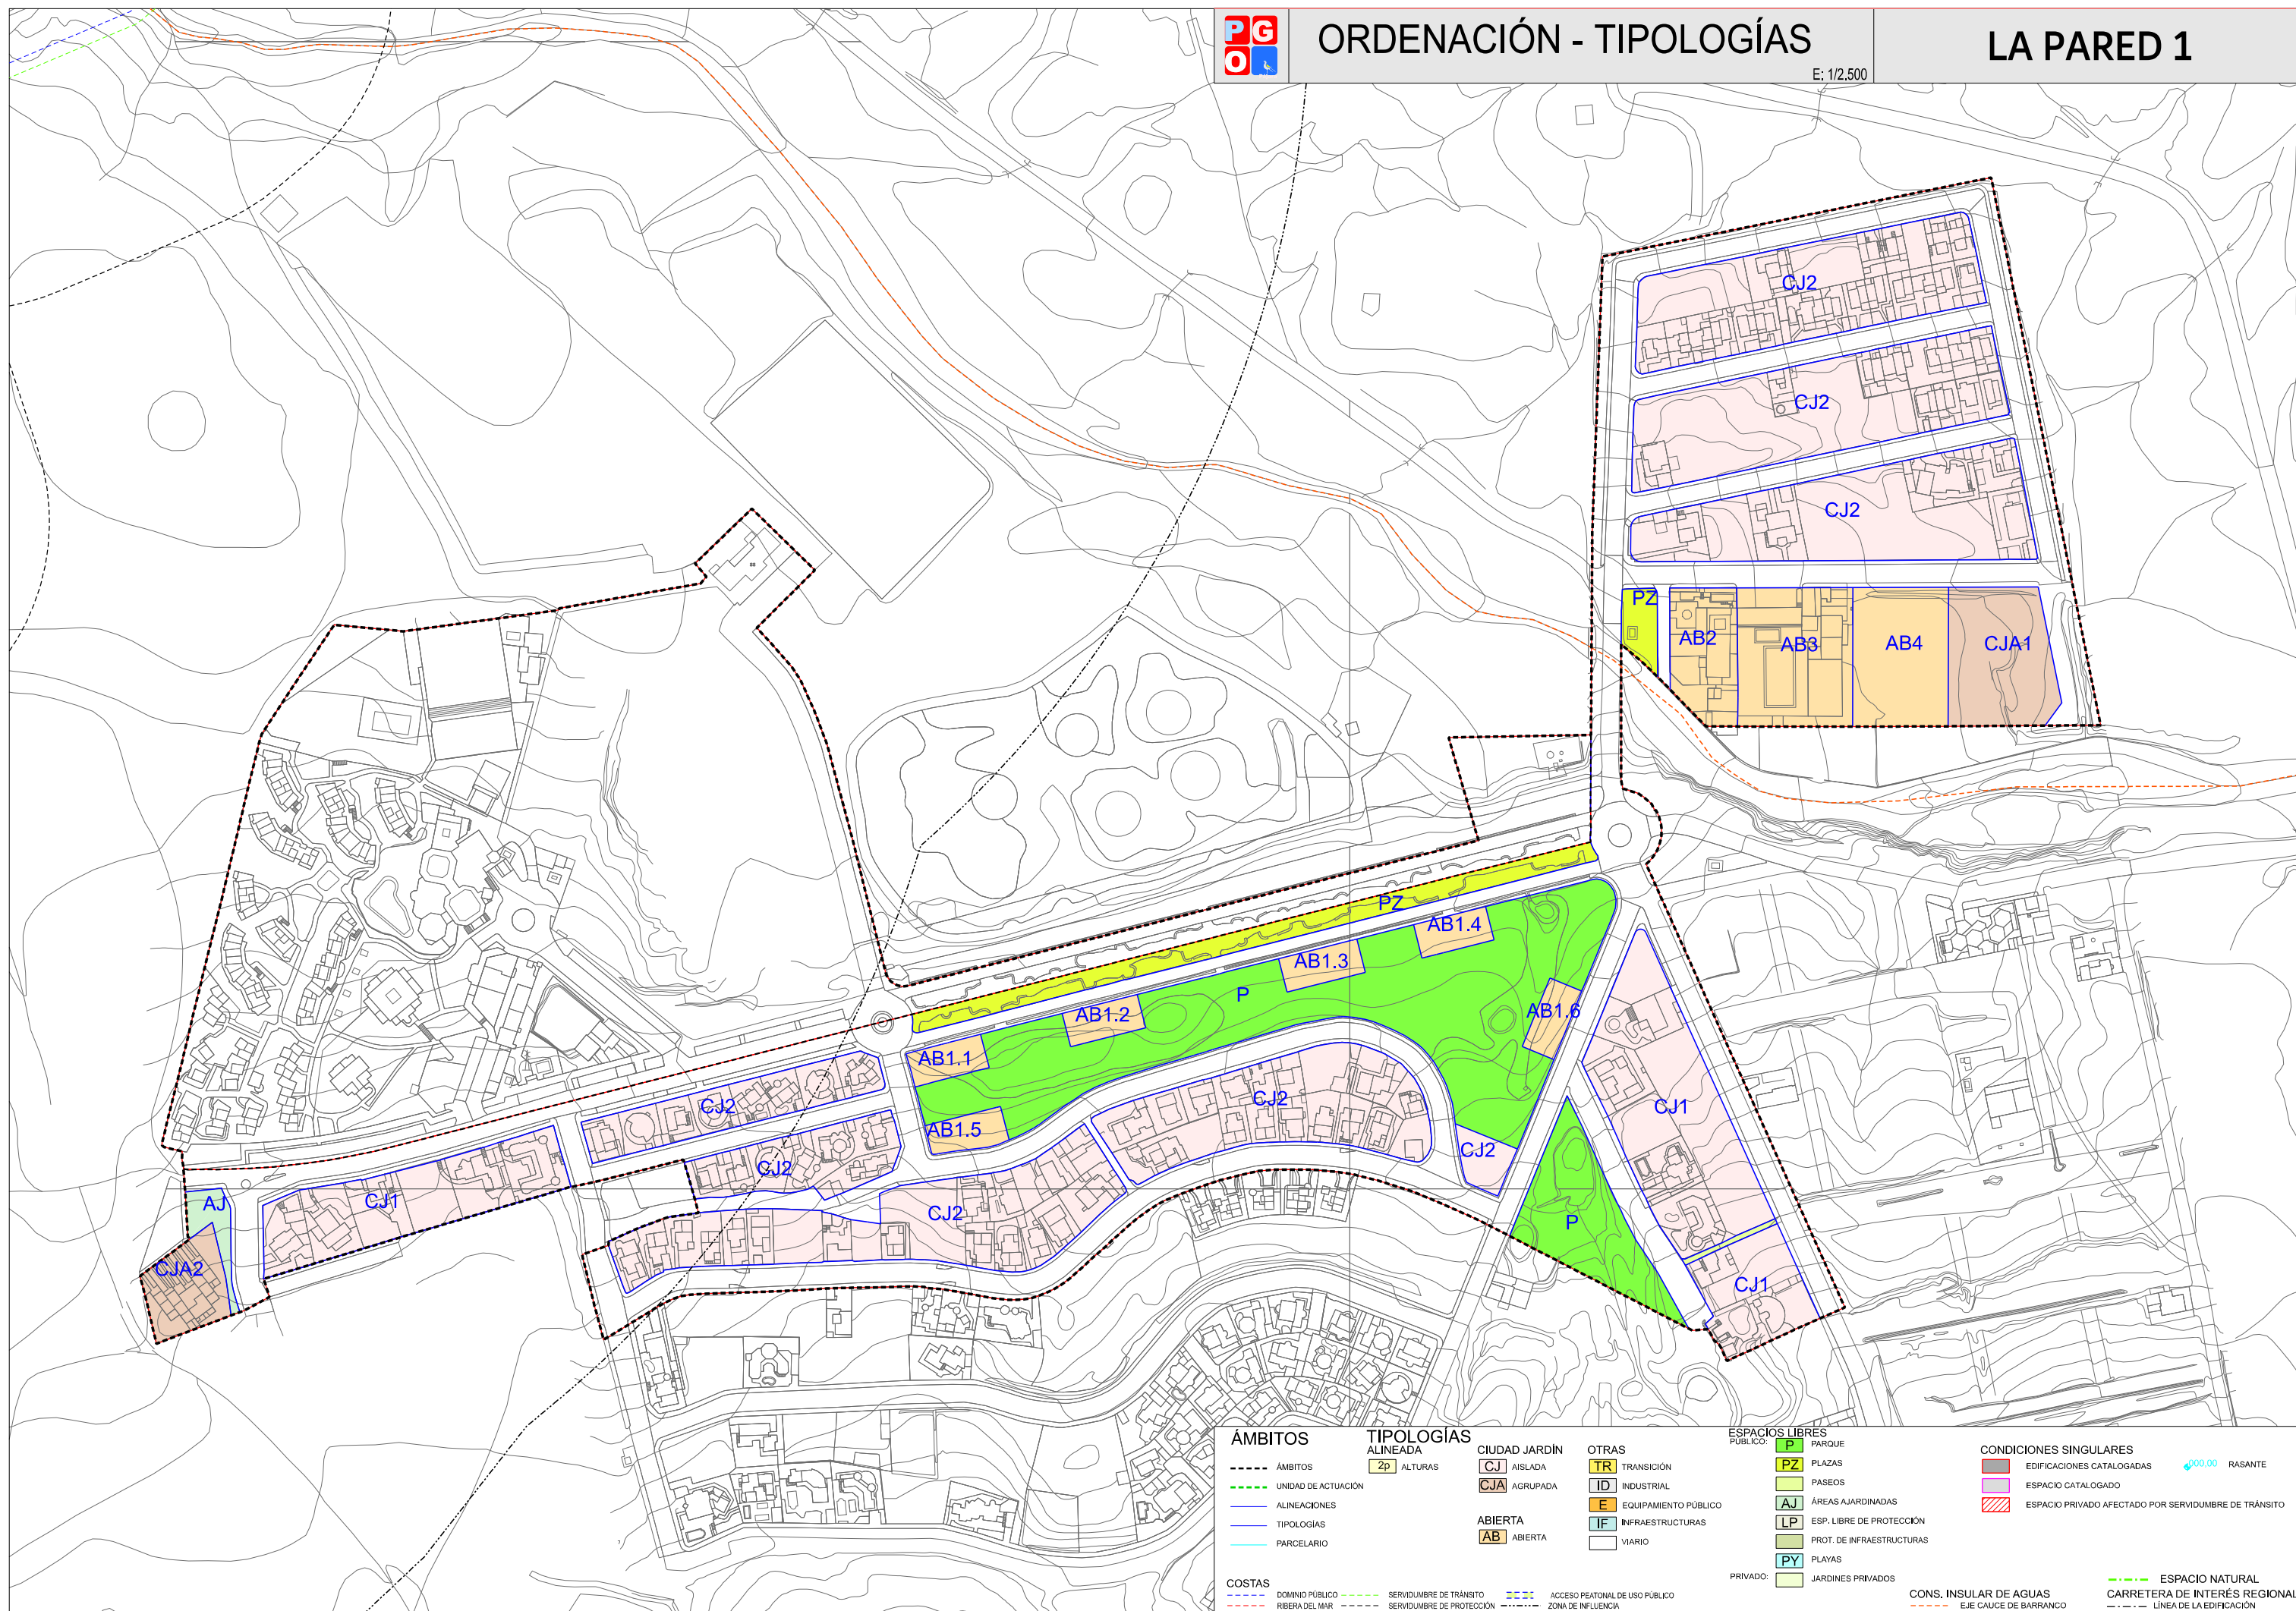 PG
O
ORDENACIÓN - TIPOLOGÍAS
E: 1/2.500
LA PARED 1
CJ2
CJ2
CJ2
PZ
AB2
AB3
AB4
CJA1
PZ
AB1.4
AB1.3
P
AB1.2
AB1.6
AB1.1
AB1.5
CJ2
CJ2
CJ2
CJ2
CJ1
CJ2
CJ1
AJ
CJ2
P
CJA2
CJ1
ÁMBITOS
ÁMBITOS
UNIDAD DE ACTUACIÓN
ALINEACIONES
TIPOLOGÍAS
PARCELARIO
TIPOLOGÍAS
ALINEADA
2p ALTURAS
CIUDAD JARDÍN
CJ AISLADA
CJA AGRUPADA
ABIERTA
AB ABIERTA
OTRAS
TR TRANSICIÓN
ID INDUSTRIAL
E EQUIPAMIENTO PÚBLICO
IF INFRAESTRUCTURAS
VIARIO
ESPACIOS LIBRES
PÚBLICO:
P PARQUE
PZ PLAZAS
PASEOS
AJ ÁREAS AJARDINADAS
LP ESP. LIBRE DE PROTECCIÓN
PROT. DE INFRAESTRUCTURAS
PY PLAYAS
PRIVADO:
JARDINES PRIVADOS
CONDICIONES SINGULARES
EDIFICACIONES CATALOGADAS
ESPACIO CATALOGADO
ESPACIO PRIVADO AFECTADO POR SERVIDUMBRE DE TRÁNSITO
000.00 RASANTE
COSTAS
DOMINIO PÚBLICO
RIBERA DEL MAR
SERVIDUMBRE DE TRÁNSITO
SERVIDUMBRE DE PROTECCIÓN
ACCESO PEATONAL DE USO PÚBLICO
ZONA DE INFLUENCIA
CONS. INSULAR DE AGUAS
EJE CAUCE DE BARRANCO
ESPACIO NATURAL
CARRETERA DE INTERÉS REGIONAL
LÍNEA DE LA EDIFICACIÓN